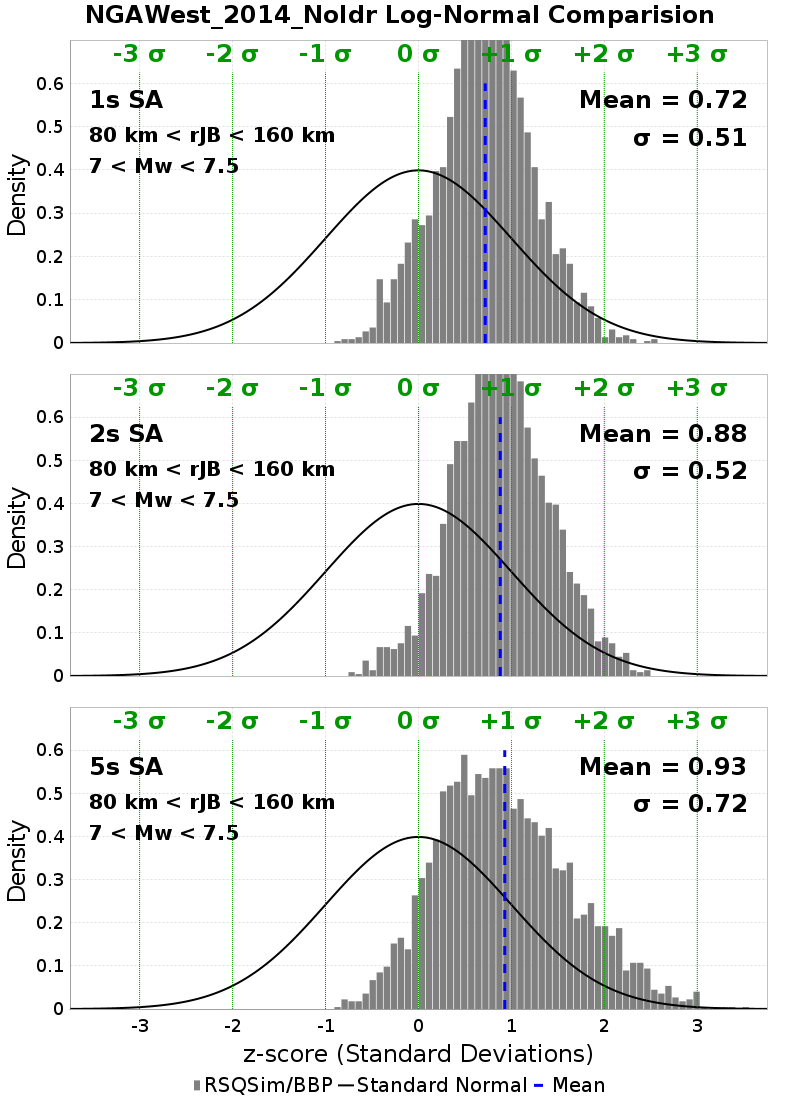 NGAWest_2014_NoIdr Log-Normal Comparision
-3 σ -2 σ -1 σ 0 σ +1 σ +2 σ +3 σ
1s SA
Mean = 0.72
80 km < rJB < 160 km
σ = 0.51
7 < Mw < 7.5
Density
0.6
0.5
0.4
0.3
0.2
0.1
0
-3 σ -2 σ -1 σ 0 σ +1 σ +2 σ +3 σ
2s SA
Mean = 0.88
80 km < rJB < 160 km
σ = 0.52
7 < Mw < 7.5
Density
0.6
0.5
0.4
0.3
0.2
0.1
0
-3 σ -2 σ -1 σ 0 σ +1 σ +2 σ +3 σ
5s SA
Mean = 0.93
80 km < rJB < 160 km
σ = 0.72
7 < Mw < 7.5
Density
0.6
0.5
0.4
0.3
0.2
0.1
0
-3 -2 -1 0 1 2 3
z-score (Standard Deviations)
RSQSim/BBP Standard Normal Mean